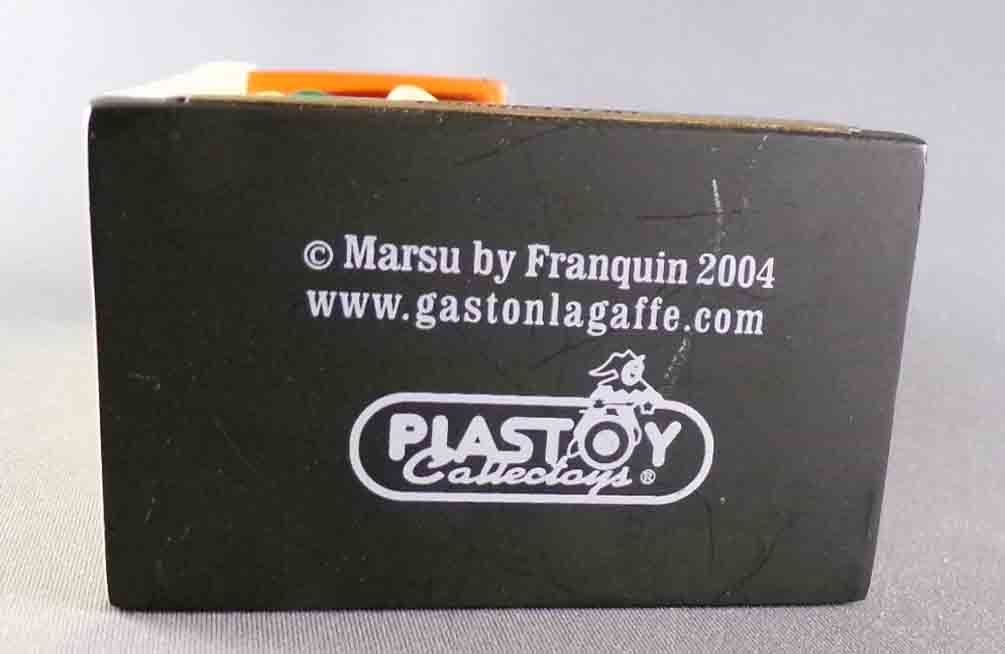 © Marsu by Franquin 2004
www.gastonlagaffe.com
PLASTOY
Collectoys ®